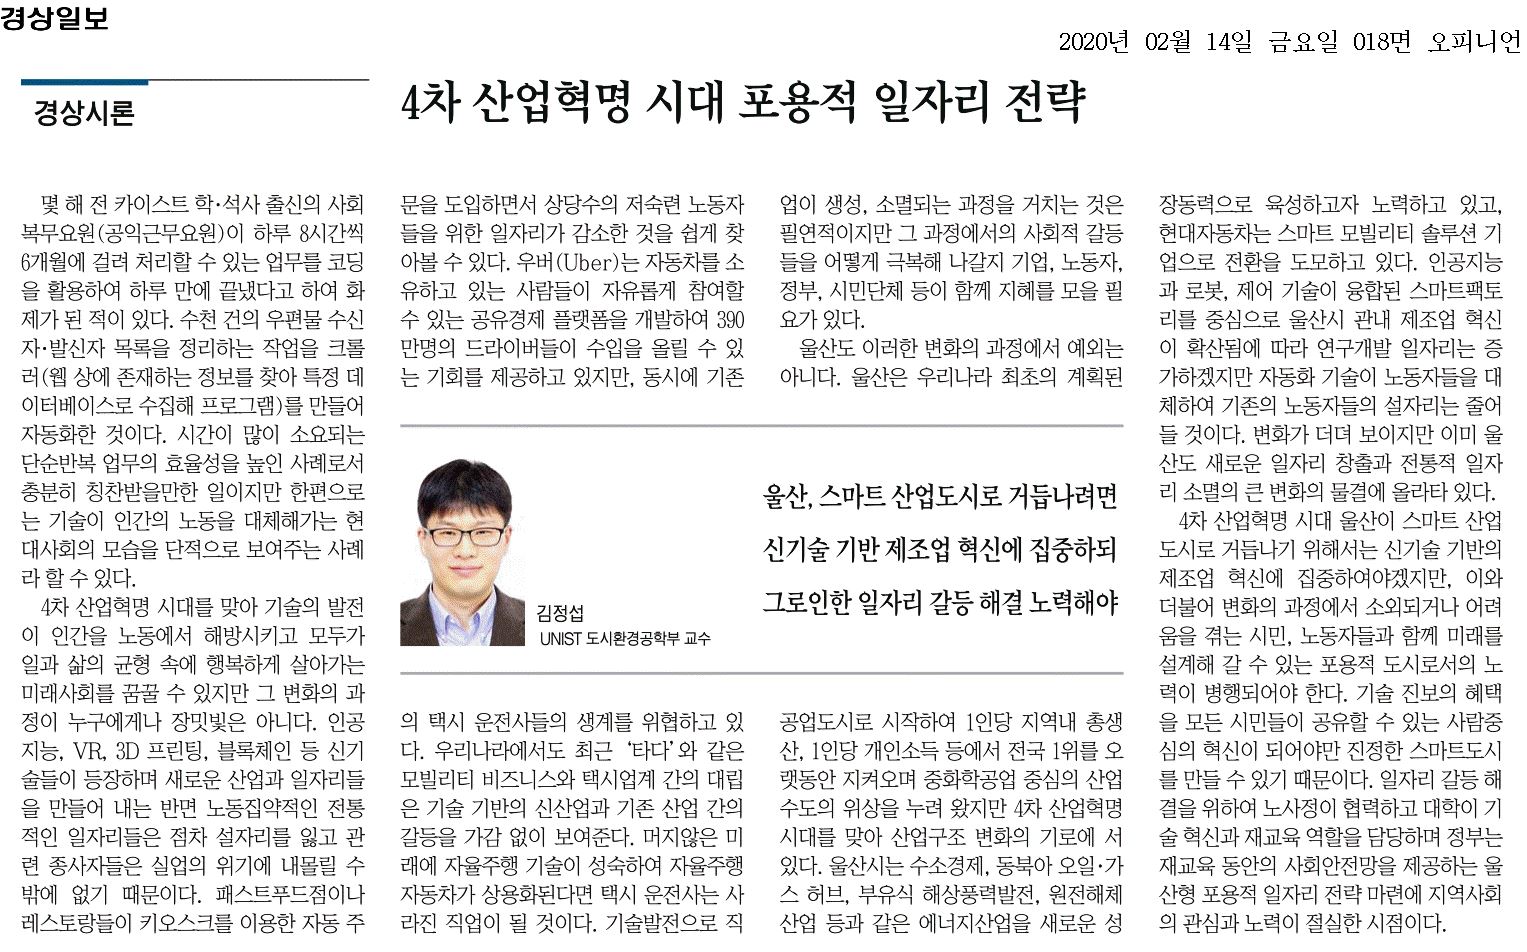 경상일보
2020년 02월 14일 금요일 018면 오피니언
경상시론
4차 산업혁명 시대 포용적 일자리 전략
몇 해 전 카이스트 학·석사 출신의 사회
복무요원(공익근무요원)이 하루 8시간씩
6개월에 걸려 처리할 수 있는 업무를 코딩
을 활용하여 하루 만에 끝냈다고 하여 화
제가 된 적이 있다. 수천 건의 우편물 수신
자·발신자 목록을 정리하는 작업을 크롤
러(웹 상에 존재하는 정보를 찾아 특정 데
이터베이스로 수집해 프로그램)를 만들어
자동화한 것이다. 시간이 많이 소요되는
단순반복 업무의 효율성을 높인 사례로서
충분히 칭찬받을만한 일이지만 한편으로
는 기술이 인간의 노동을 대체해가는 현
대사회의 모습을 단적으로 보여주는 사례
라 할 수 있다.
4차 산업혁명 시대를 맞아 기술의 발전
이 인간을 노동에서 해방시키고 모두가
일과 삶의 균형 속에 행복하게 살아가는
미래사회를 꿈꿀 수 있지만 그 변화의 과
정이 누구에게나 장밋빛은 아니다. 인공
지능, VR, 3D 프린팅, 블록체인 등 신기
술들이 등장하며 새로운 산업과 일자리들
을 만들어 내는 반면 노동집약적인 전통
적인 일자리들은 점차 설자리를 잃고 관
련 종사자들은 실업의 위기에 내몰릴 수
밖에 없기 때문이다. 패스트푸드점이나
레스토랑들이 키오스크를 이용한 자동 주
문을 도입하면서 상당수의 저숙련 노동자
들을 위한 일자리가 감소한 것을 쉽게 찾
아볼 수 있다. 우버(Uber)는 자동차를 소
유하고 있는 사람들이 자유롭게 참여할
수 있는 공유경제 플랫폼을 개발하여 390
만명의 드라이버들이 수입을 올릴 수 있
는 기회를 제공하고 있지만, 동시에 기존
의 택시 운전사들의 생계를 위협하고 있
다. 우리나라에서도 최근 ‘타다’와 같은
모빌리티 비즈니스와 택시업계 간의 대립
은 기술 기반의 신산업과 기존 산업 간의
갈등을 가감 없이 보여준다. 머지않은 미
래에 자율주행 기술이 성숙하여 자율주행
자동차가 상용화된다면 택시 운전사는 사
라진 직업이 될 것이다. 기술발전으로 직
업이 생성, 소멸되는 과정을 거치는 것은
필연적이지만 그 과정에서의 사회적 갈등
들을 어떻게 극복해 나갈지 기업, 노동자,
정부, 시민단체 등이 함께 지혜를 모을 필
요가 있다.
울산도 이러한 변화의 과정에서 예외는
아니다. 울산은 우리나라 최초의 계획된
공업도시로 시작하여 1인당 지역내 총생
산, 1인당 개인소득 등에서 전국 1위를 오
랫동안 지켜오며 중화학공업 중심의 산업
수도의 위상을 누려 왔지만 4차 산업혁명
시대를 맞아 산업구조 변화의 기로에 서
있다. 울산시는 수소경제, 동북아 오일·가
스 허브, 부유식 해상풍력발전, 원전해체
산업 등과 같은 에너지산업을 새로운 성
장동력으로 육성하고자 노력하고 있고,
현대자동차는 스마트 모빌리티 솔루션 기
업으로 전환을 도모하고 있다. 인공지능
과 로봇, 제어 기술이 융합된 스마트팩토
리를 중심으로 울산시 관내 제조업 혁신
이 확산됨에 따라 연구개발 일자리는 증
가하겠지만 자동화 기술이 노동자들을 대
체하여 기존의 노동자들의 설자리는 줄어
들 것이다. 변화가 더뎌 보이지만 이미 울
산도 새로운 일자리 창출과 전통적 일자
리 소멸의 큰 변화의 물결에 올라타 있다.
4차 산업혁명 시대 울산이 스마트 산업
도시로 거듭나기 위해서는 신기술 기반의
제조업 혁신에 집중하여야겠지만, 이와
더불어 변화의 과정에서 소외되거나 어려
움을 겪는 시민, 노동자들과 함께 미래를
설계해 갈 수 있는 포용적 도시로서의 노
력이 병행되어야 한다. 기술 진보의 혜택
을 모든 시민들이 공유할 수 있는 사람중
심의 혁신이 되어야만 진정한 스마트도시
를 만들 수 있기 때문이다. 일자리 갈등 해
결을 위하여 노사정이 협력하고 대학이 기
술 혁신과 재교육 역할을 담당하며 정부는
재교육 동안의 사회안전망을 제공하는 울
산형 포용적 일자리 전략 마련에 지역사회
의 관심과 노력이 절실한 시점이다.
김정섭
UNIST 도시환경공학부 교수
울산, 스마트 산업도시로 거듭나려면
신기술 기반 제조업 혁신에 집중하되
그로인한 일자리 갈등 해결 노력해야